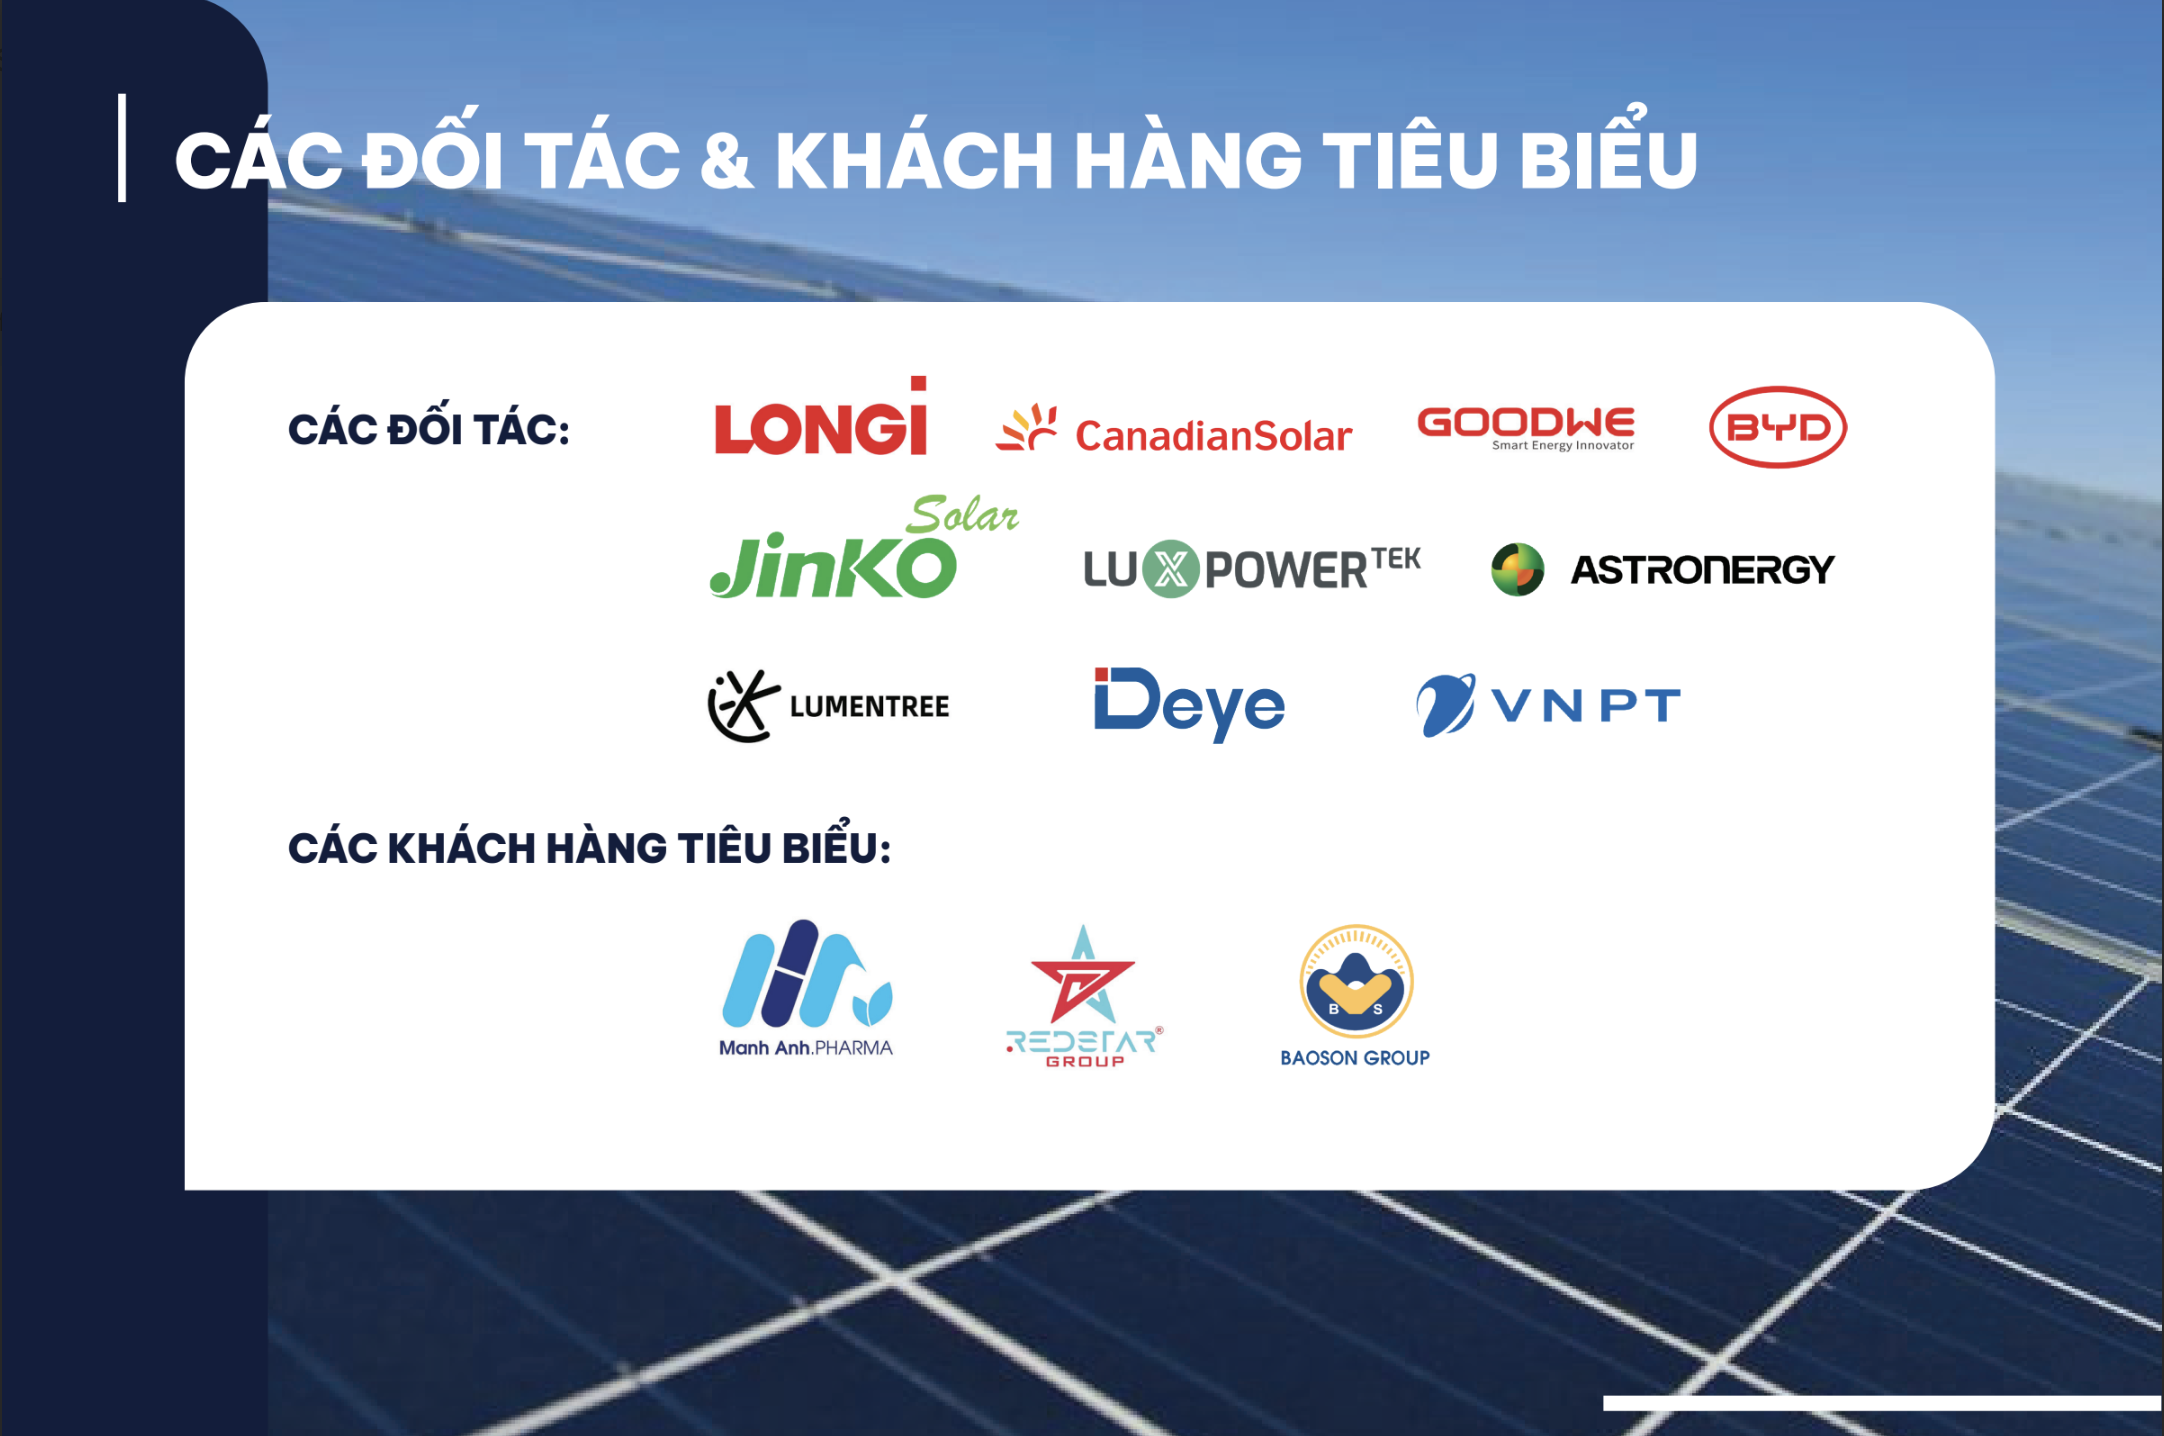 CÁC ĐỐI TÁC & KHÁCH HÀNG TIÊU BIỂU
CÁC ĐỐI TÁC:
LONGi
CanadianSolar
GOODWE
Smart Energy Innovator
BYD
JinKO Solar
LUXPOWERTEK
ASTRONERGY
LUMENTREE
Deye
VNPT
CÁC KHÁCH HÀNG TIÊU BIỂU:
Manh Anh.PHARMA
REDSTAR®
GROUP
B S
BAOSON GROUP